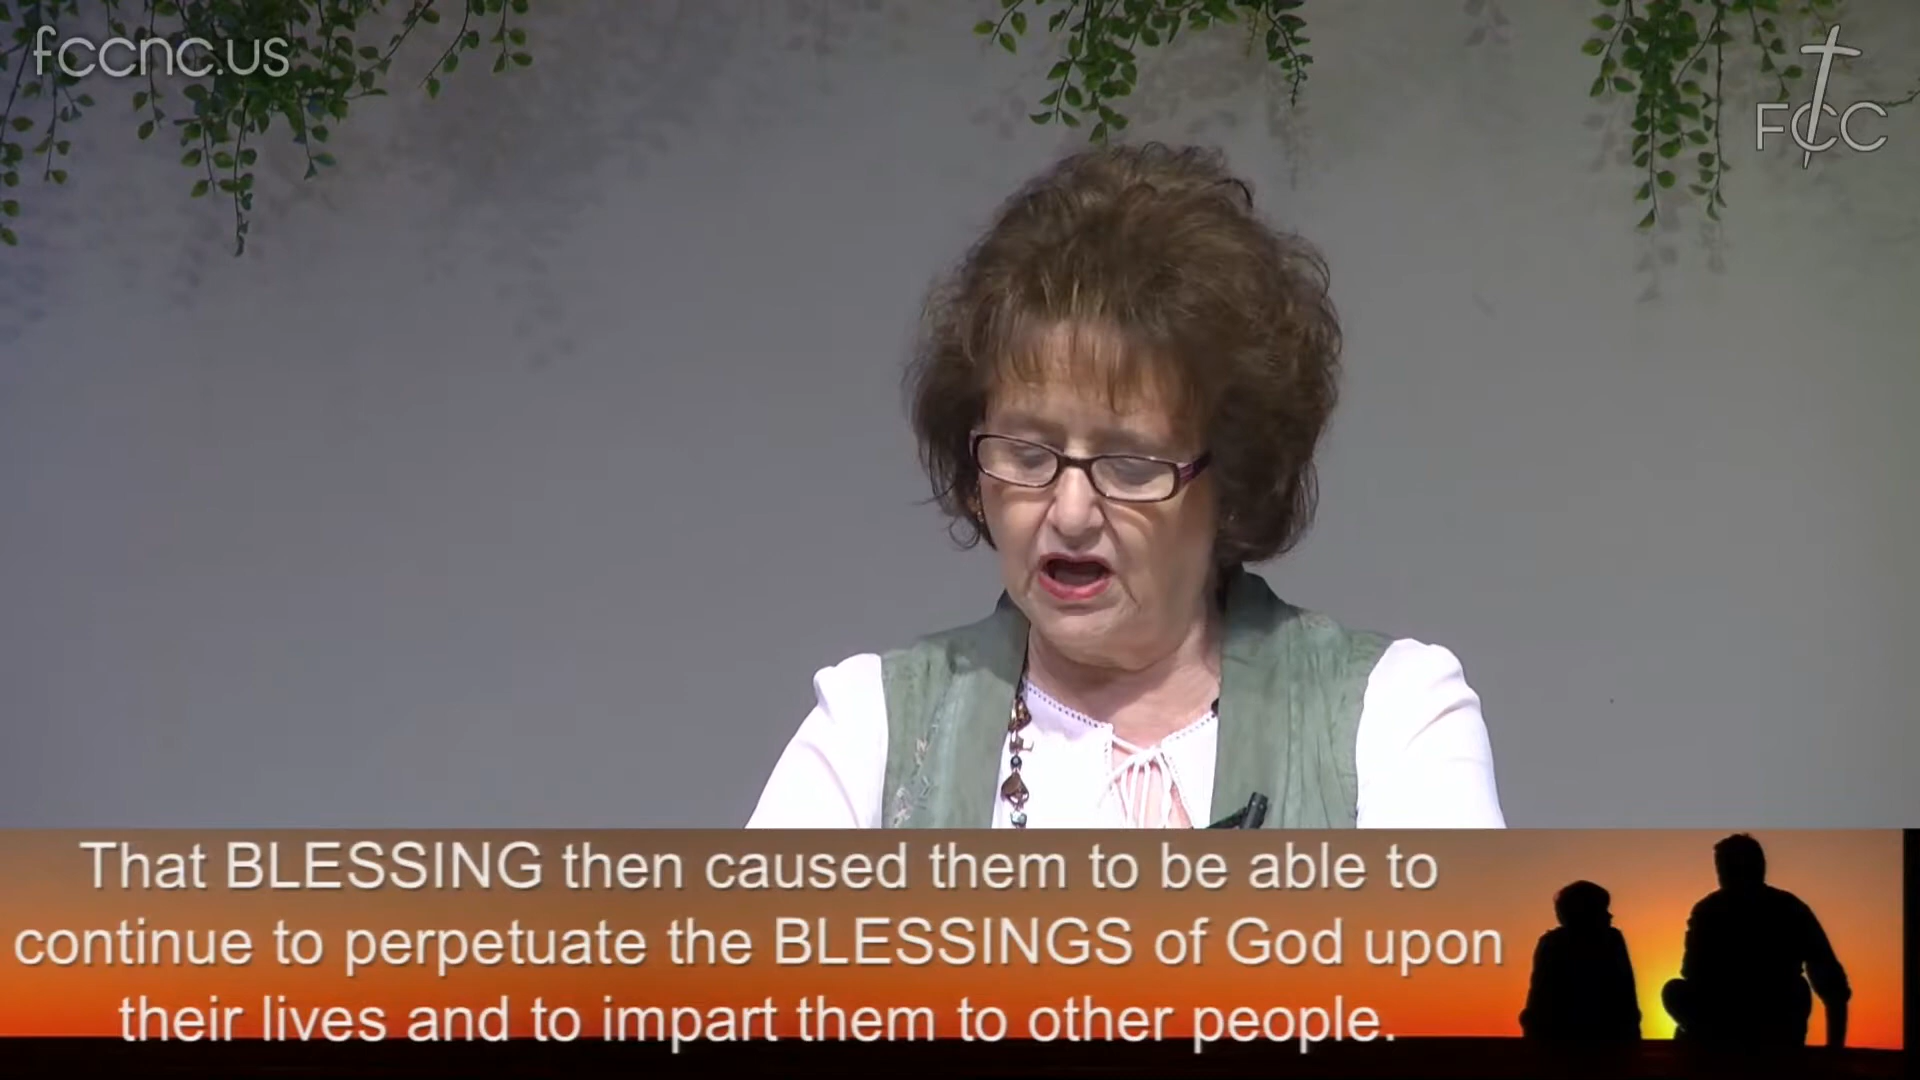 fccnc.us
FCC
That BLESSING then caused them to be able to
continue to perpetuate the BLESSINGS of God upon
their lives and to impart them to other people.